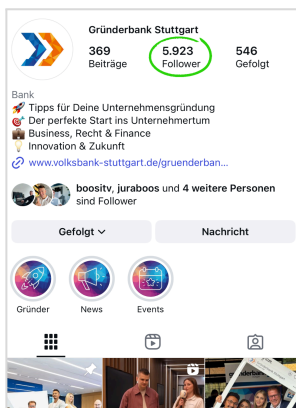 Gründerbank Stuttgart
369 5.923 546
Beiträge Follower Gefolgt
Bank
🚀 Tipps für Deine Unternehmensgründung
🎯 Der perfekte Start ins Unternehmertum
💼 Business, Recht & Finance
💡 Innovation & Zukunft
www.volksbank-stuttgart.de/gruenderban...
boositv, juraboos und 4 weitere Personen
sind Follower
Gefolgt Nachricht
Gründer News Events